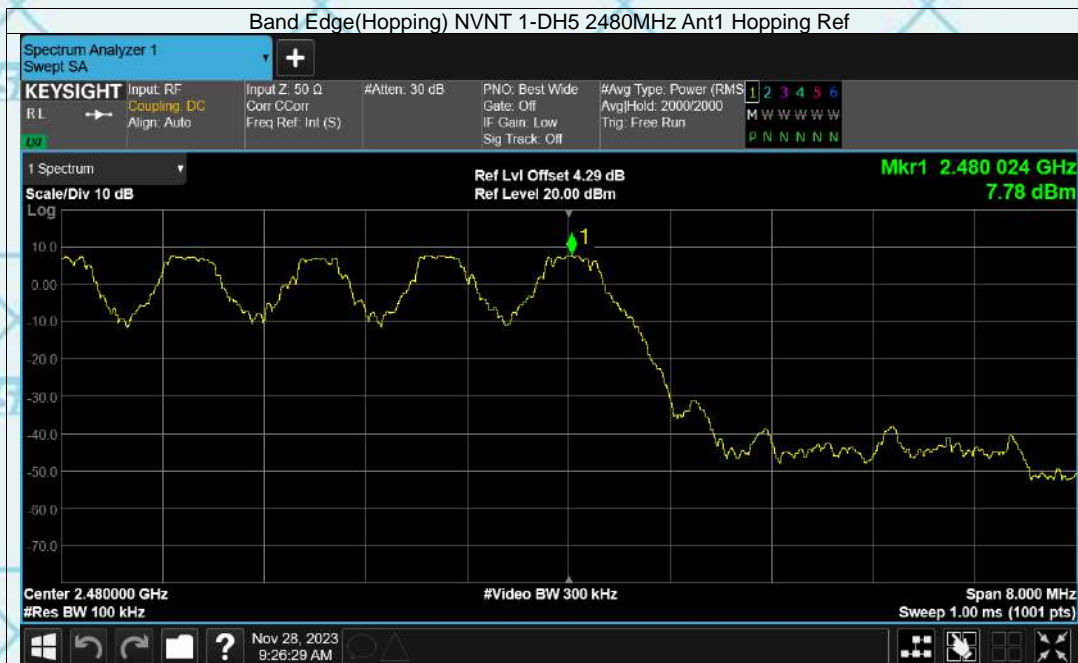 Band Edge(Hopping) NVNT 1-DH5 2480MHz Ant1 Hopping Ref
Spectrum Analyzer 1
Swept SA
+
KEYSIGHT
RL
LXI
Input: RF
Coupling: DC
Align: Auto
Input Z: 50 Ω
Corr CCorr
Freq Ref: Int (S)
#Atten: 30 dB
PNO: Best Wide
Gate: Off
IF Gain: Low
Sig Track: Off
#Avg Type: Power (RMS
Avg|Hold: 2000/2000
Trig: Free Run
1 2 3 4 5 6
M W W W W W
P N N N N N
1 Spectrum
Scale/Div 10 dB
Ref Lvl Offset 4.29 dB
Ref Level 20.00 dBm
Mkr1 2.480 024 GHz
7.78 dBm
Log
1
10.0
0.00
-10.0
-20.0
-30.0
-40.0
-50.0
-60.0
-70.0
Center 2.480000 GHz
#Res BW 100 kHz
#Video BW 300 kHz
Span 8.000 MHz
Sweep 1.00 ms (1001 pts)
?
Nov 28, 2023
9:26:29 AM